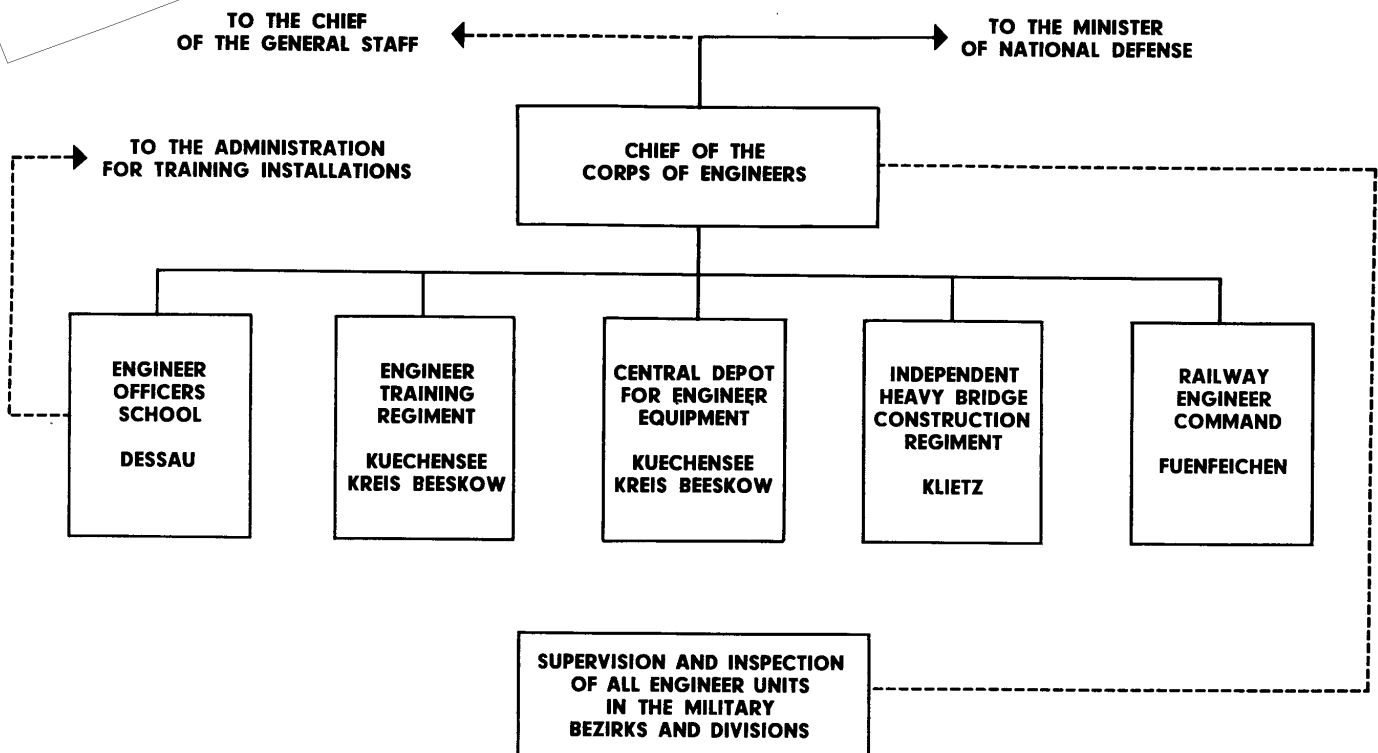 TO THE CHIEF
OF THE GENERAL STAFF
TO THE MINISTER
OF NATIONAL DEFENSE
TO THE ADMINISTRATION
FOR TRAINING INSTALLATIONS
CHIEF OF THE
CORPS OF ENGINEERS
ENGINEER
OFFICERS
SCHOOL
DESSAU
ENGINEER
TRAINING
REGIMENT
KUECHENSEE
KREIS BEESKOW
CENTRAL DEPOT
FOR ENGINEER
EQUIPMENT
KUECHENSEE
KREIS BEESKOW
INDEPENDENT
HEAVY BRIDGE
CONSTRUCTION
REGIMENT
KLIETZ
RAILWAY
ENGINEER
COMMAND
FUENFEICHEN
SUPERVISION AND INSPECTION
OF ALL ENGINEER UNITS
IN THE MILITARY
BEZIRKS AND DIVISIONS